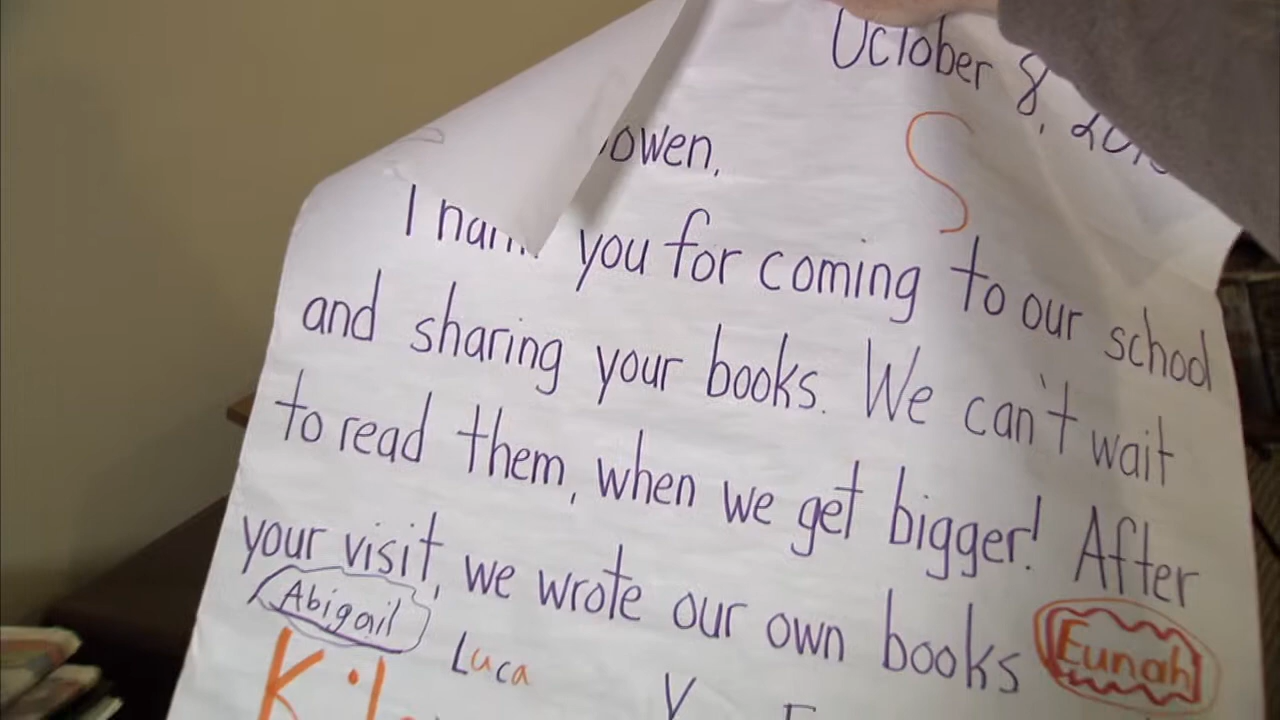 October 8,
owen,
S
you for coming to our school
and sharing your books. We can't wait
to read them, when we get bigger! After
your visit, we wrote our own books
Abigail
Eunah
Luca